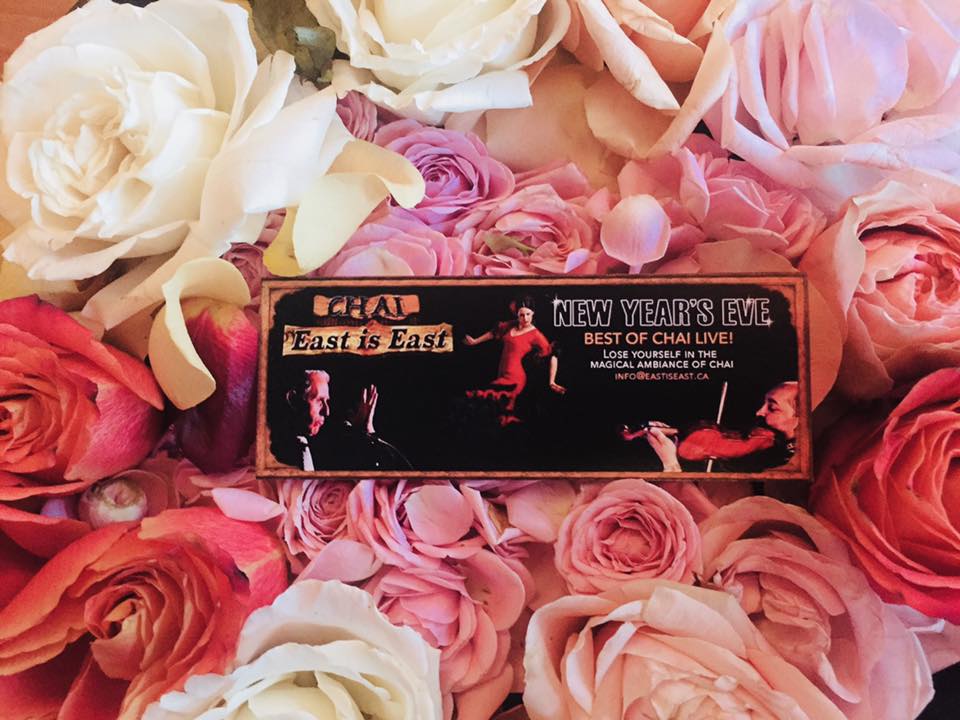 CHAI
East is East
NEW YEAR'S EVE
BEST OF CHAI LIVE!
LOSE YOURSELF IN THE
MAGICAL AMBIANCE OF CHAI
INFO@EASTISEAST.CA